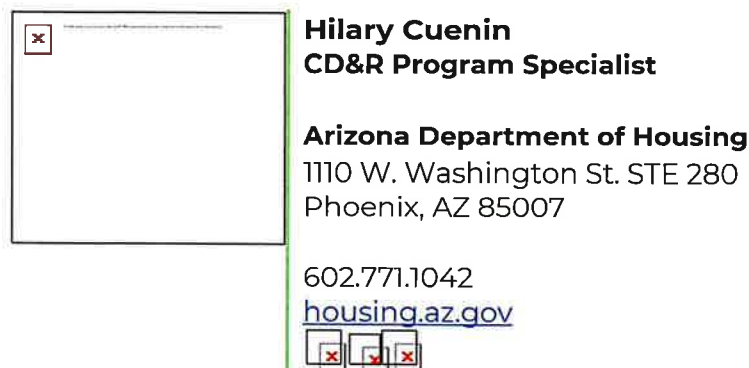 Hilary Cuenin
CD&R Program Specialist
Arizona Department of Housing
1110 W. Washington St. STE 280
Phoenix, AZ 85007
602.771.1042
housing.az.gov